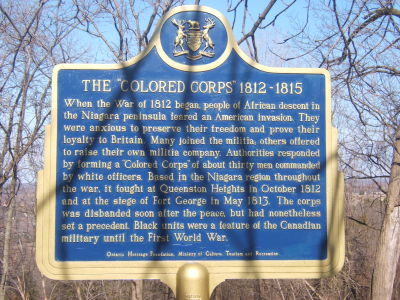 THE "COLORED CORPS" 1812-1815
When the War of 1812 began, people of African descent in
the Niagara peninsula feared an American invasion. They
were anxious to preserve their freedom and prove their
loyalty to Britain. Many joined the militia, others offered
to raise their own militia company. Authorities responded
by forming a "Colored Corps" of about thirty men commanded
by white officers. Based in the Niagara region throughout
the war, it fought at Queenston Heights in October 1812
and at the siege of Fort George in May 1813. The corps
was disbanded soon after the peace, but had nonetheless
set a precedent. Black units were a feature of the Canadian
military until the First World War.
Ontario Heritage Foundation, Ministry of Culture, Tourism and Recreation